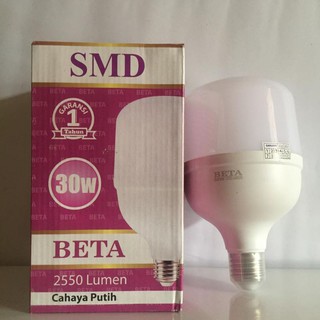 SMD
GARANSI
1
Tahun
30W
BETA
2550 Lumen
Cahaya Putih
BETA